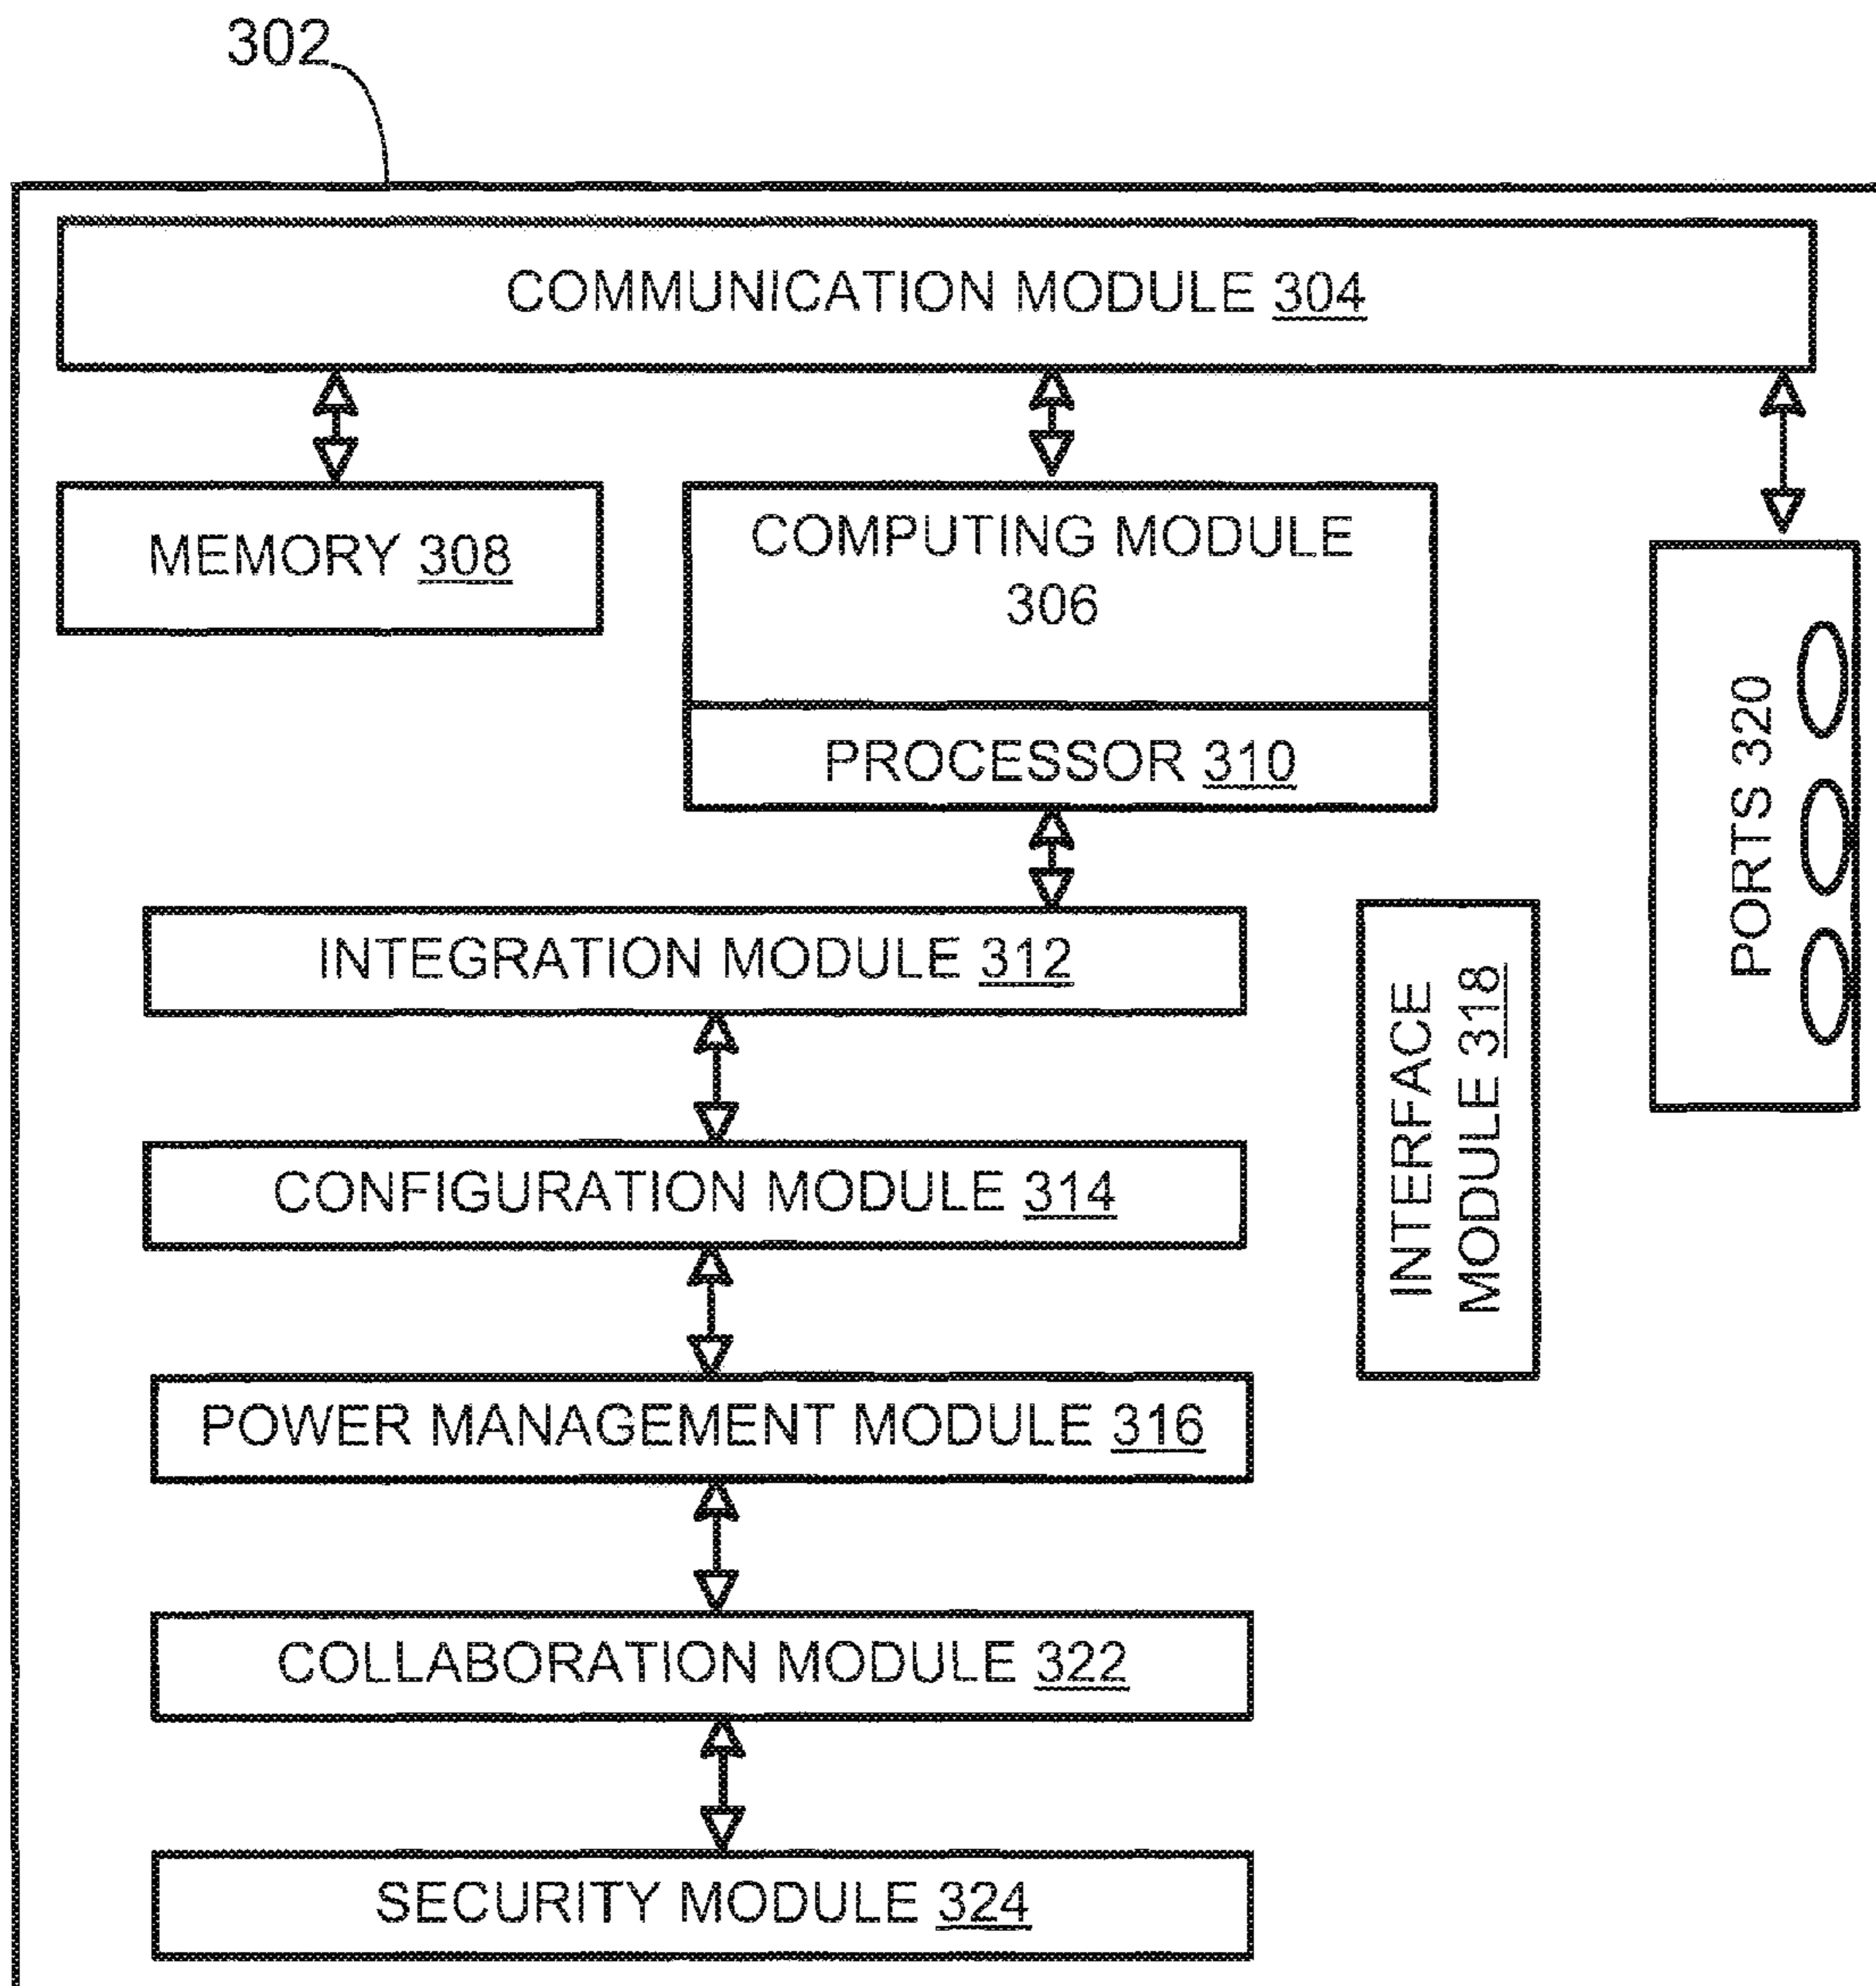 302
COMMUNICATION MODULE 304
MEMORY 308
COMPUTING MODULE
306
PROCESSOR 310
PORTS 320
INTEGRATION MODULE 312
INTERFACE
MODULE 318
CONFIGURATION MODULE 314
POWER MANAGEMENT MODULE 316
COLLABORATION MODULE 322
SECURITY MODULE 324